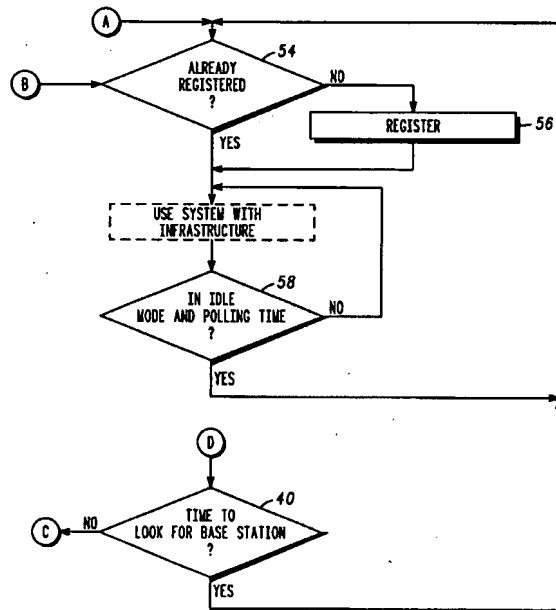 A
54
B
ALREADY
REGISTERED
?
NO
YES
REGISTER
56
USE SYSTEM WITH
INFRASTRUCTURE
58
IN IDLE
MODE AND POLLING TIME
?
NO
YES
D
40
C
NO
TIME TO
LOOK FOR BASE STATION
?
YES